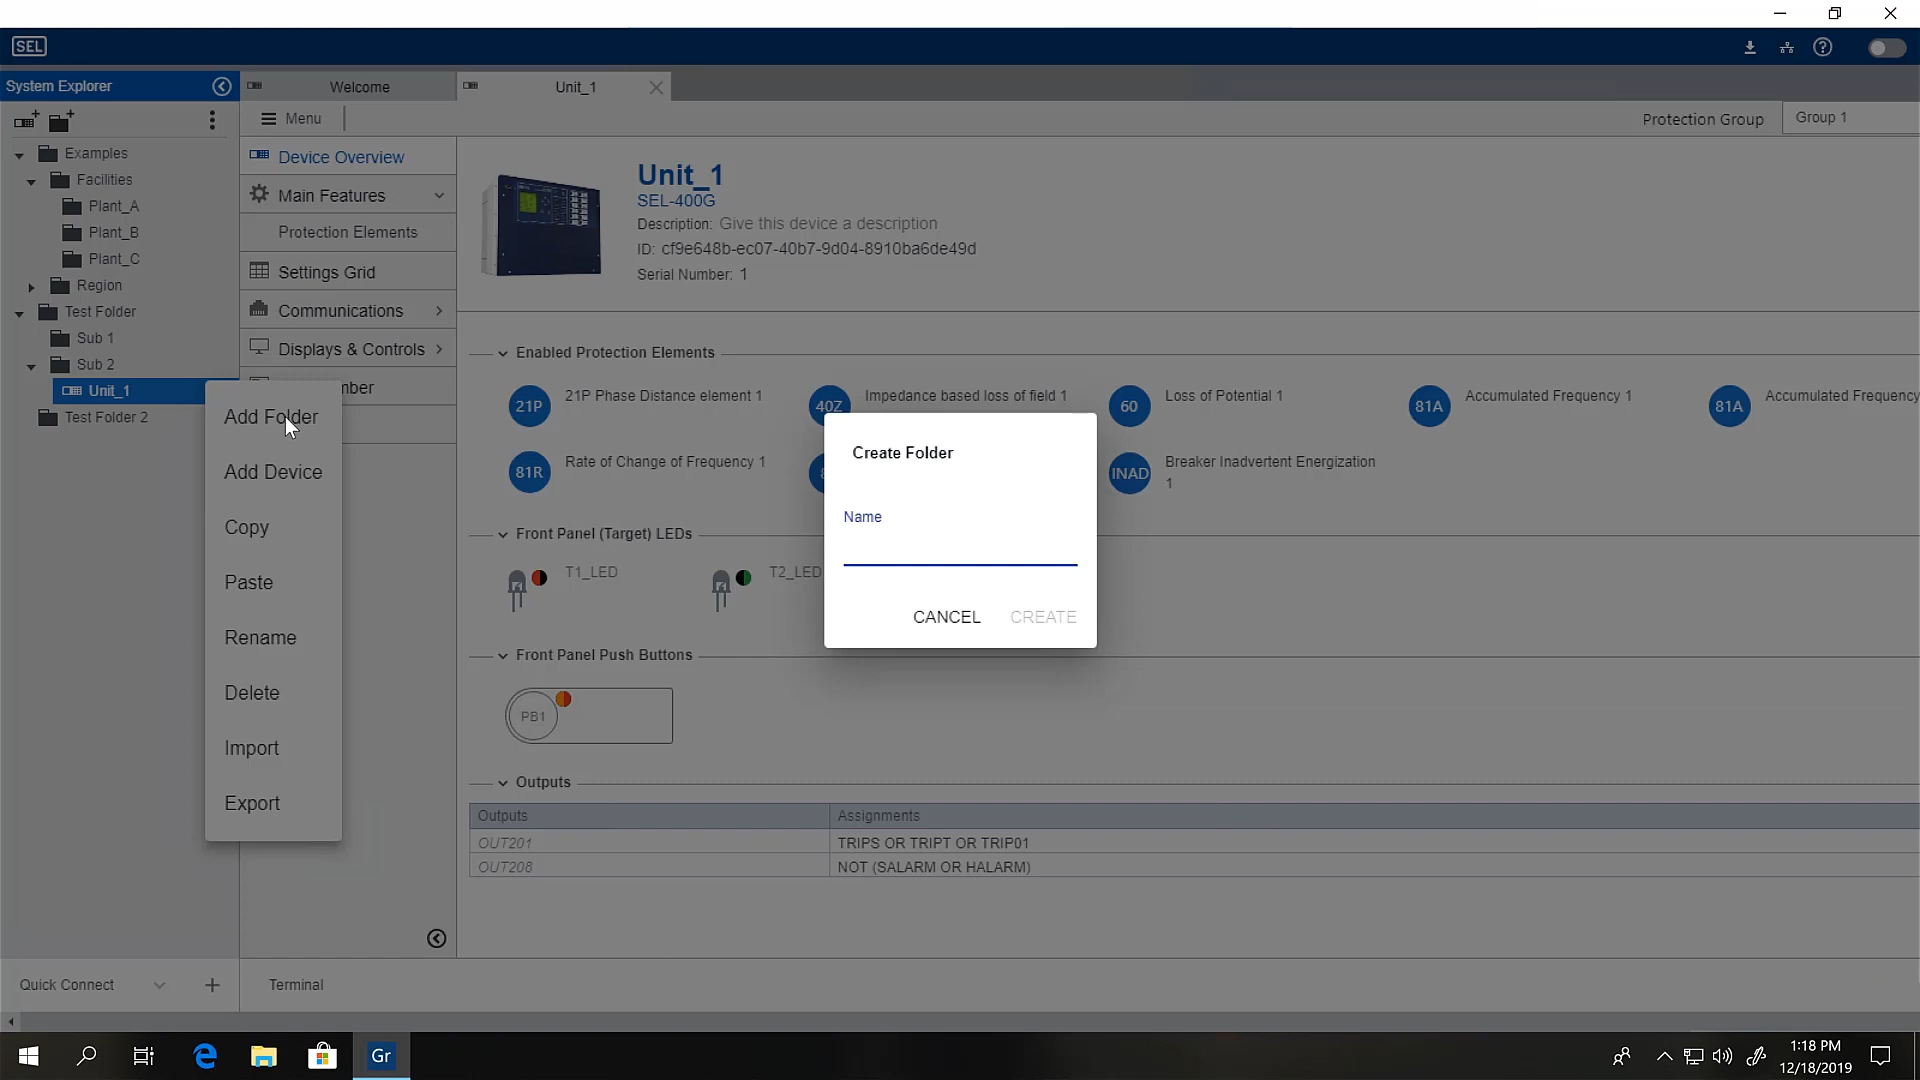 SEL
System Explorer
Welcome
Unit_1
Menu
Protection Group
Group 1
Examples
Facilities
Plant_A
Plant_B
Plant_C
Region
Test Folder
Sub 1
Sub 2
Unit_1
Test Folder 2
Device Overview
Main Features
Protection Elements
Settings Grid
Communications
Displays & Controls
mber
Add Folder
Add Device
Copy
Paste
Rename
Delete
Import
Export
Unit_1
SEL-400G
Description: Give this device a description
ID: cf9e648b-ec07-40b7-9d04-8910ba6de49d
Serial Number: 1
Enabled Protection Elements
21P 21P Phase Distance element 1
40Z Impedance based loss of field 1
60 Loss of Potential 1
81A Accumulated Frequency 1
81A Accumulated Frequency
81R Rate of Change of Frequency 1
INAD Breaker Inadvertent Energization
1
Front Panel (Target) LEDs
T1_LED
T2_LED
Front Panel Push Buttons
PB1
Outputs
Outputs Assignments
OUT201 TRIPS OR TRIPT OR TRIP01
OUT208 NOT (SALARM OR HALARM)
Create Folder
Name
CANCEL CREATE
Quick Connect
Terminal
Gr
1:18 PM
12/18/2019